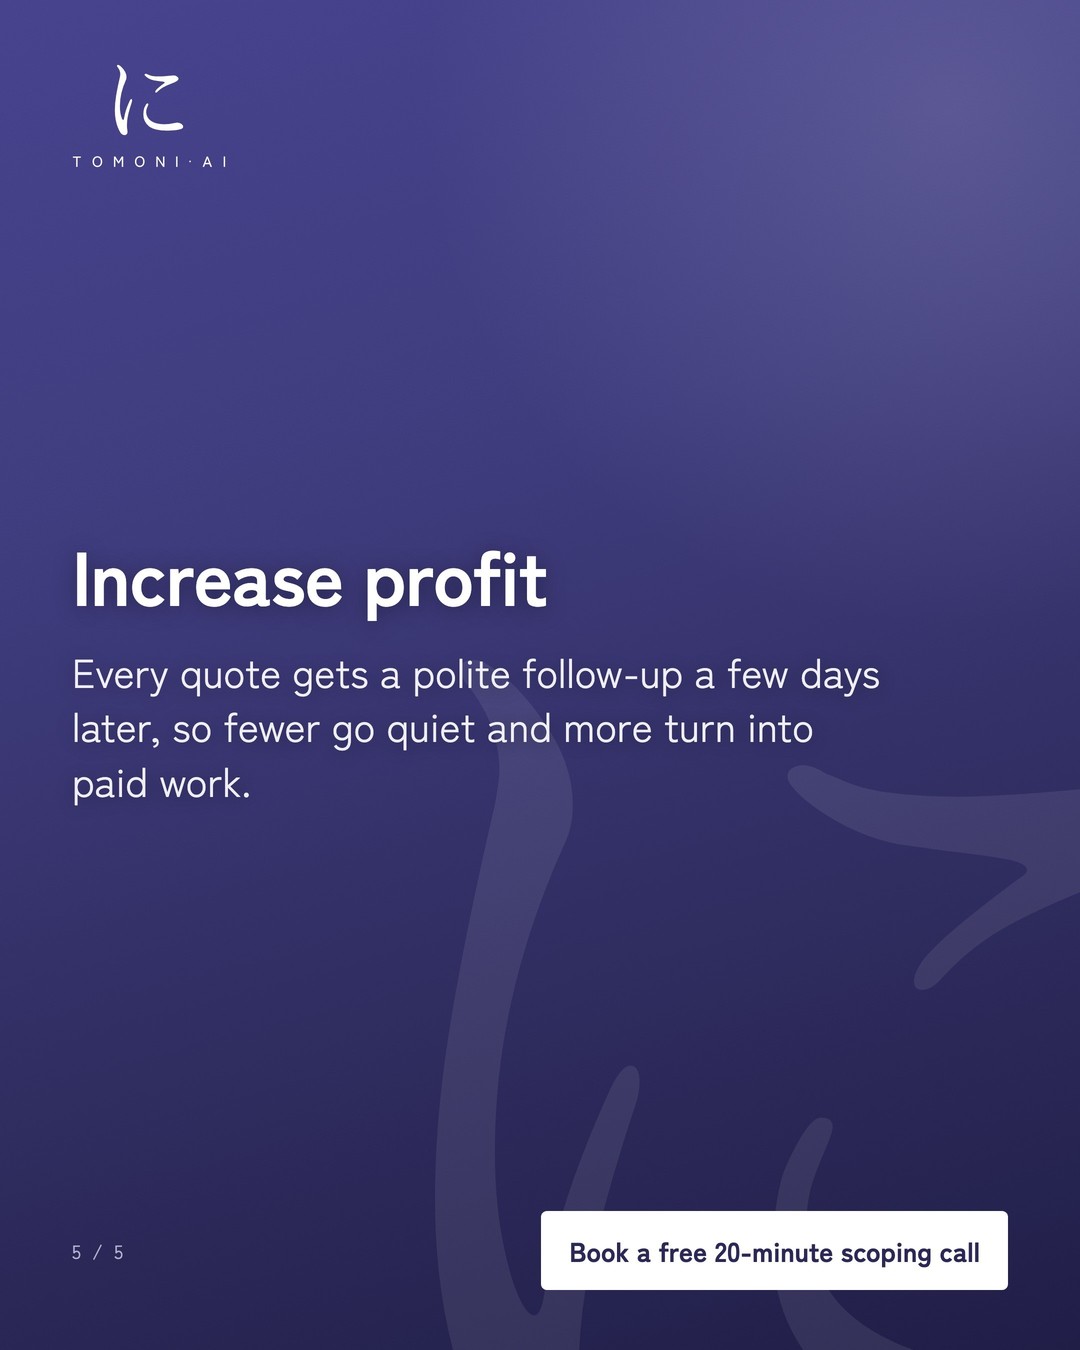 に
TOMONI·AI
Increase profit
Every quote gets a polite follow-up a few days
later, so fewer go quiet and more turn into
paid work.
5 / 5
Book a free 20-minute scoping call